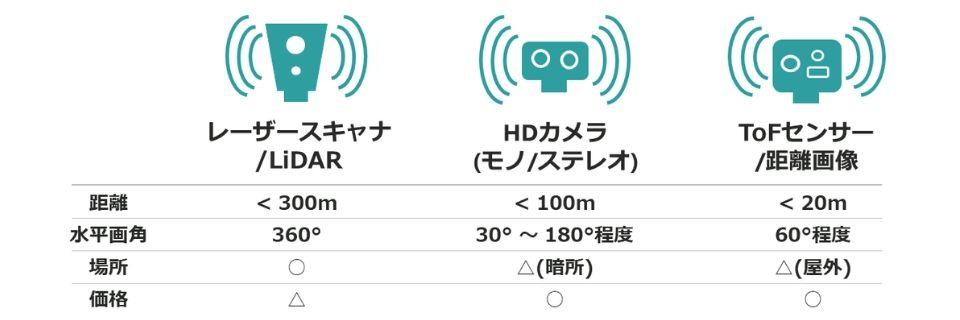 レーザースキャナ
/LiDAR
HDカメラ
(モノ/ステレオ)
ToFセンサー
/距離画像
距離 < 300m < 100m < 20m
水平画角 360° 30° ～ 180°程度 60°程度
場所 ○ △(暗所) △(屋外)
価格 △ ○ ○